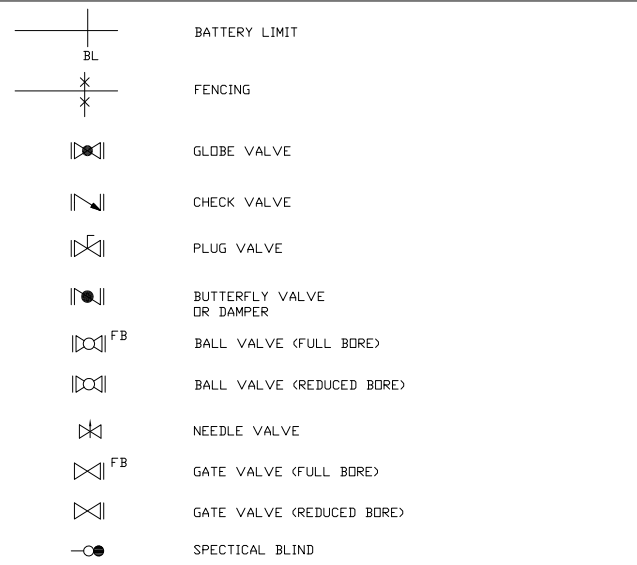 BATTERY LIMIT
BL
FENCING
GLOBE VALVE
CHECK VALVE
PLUG VALVE
BUTTERFLY VALVE
OR DAMPER
FB
BALL VALVE (FULL BORE)
BALL VALVE (REDUCED BORE)
NEEDLE VALVE
FB
GATE VALVE (FULL BORE)
GATE VALVE (REDUCED BORE)
SPECTICAL BLIND